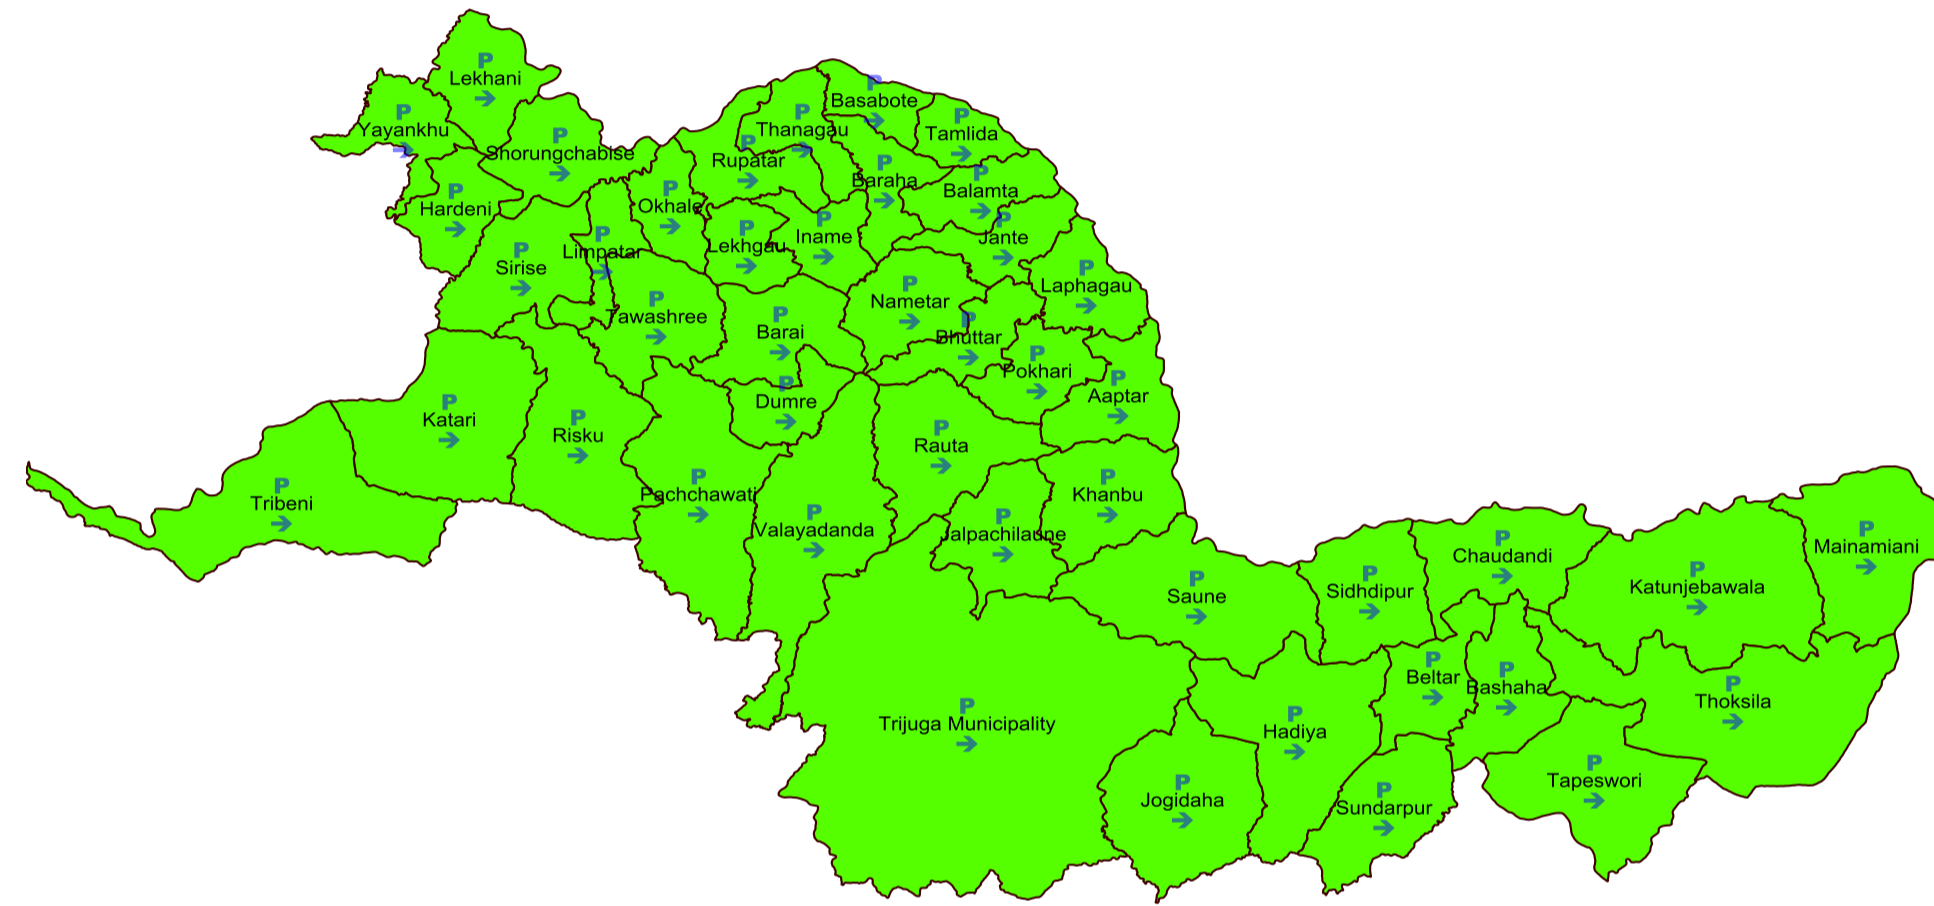 P
Lekhani
P
Yayankhu
P
Shorungchabise
P
Hardeni
P
Basabote
P
Thanagau
P
Tamlida
P
Rupatar
P
Baraha
P
Balamta
P
Okhale
P
Lekhgau
P
Iname
P
Jante
P
Limpatar
P
Sirise
P
Laphagau
P
Tawashree
P
Nametar
P
Barai
P
Bhuttar
P
Pokhari
P
Aaptar
P
Dumre
P
Katari
P
Risku
P
Rauta
P
Tribeni
P
Pachchawati
P
Khanbu
P
Valayadanda
P
Jalpachilaune
P
Saune
P
Sidhdipur
P
Chaudandi
P
Katunjebawala
P
Mainamiani
P
Beltar
P
Bashaha
P
Thoksila
P
Trijuga Municipality
P
Hadiya
P
Tapeswori
P
Jogidaha
P
Sundarpur